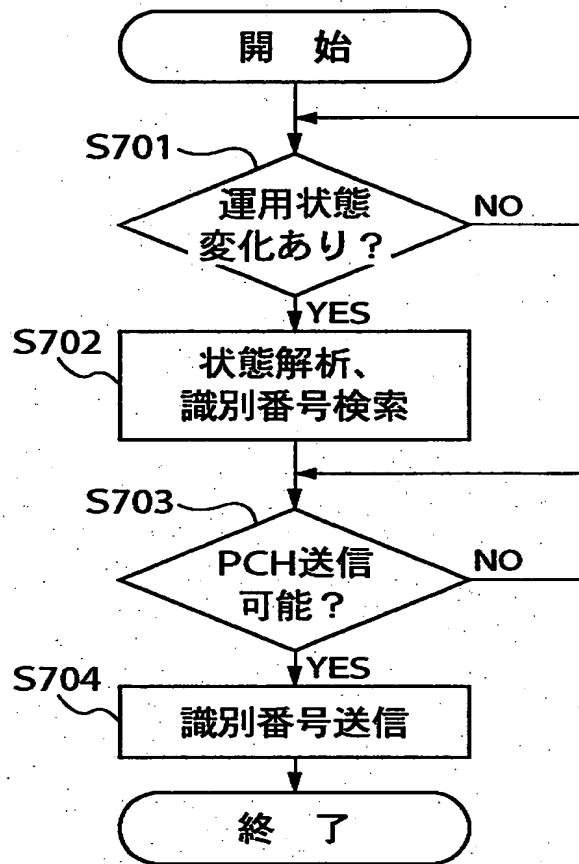 開 始
S701
運用状態
変化あり？
NO
YES
S702
状態解析、
識別番号検索
S703
PCH送信
可能？
NO
YES
S704
識別番号送信
終 了